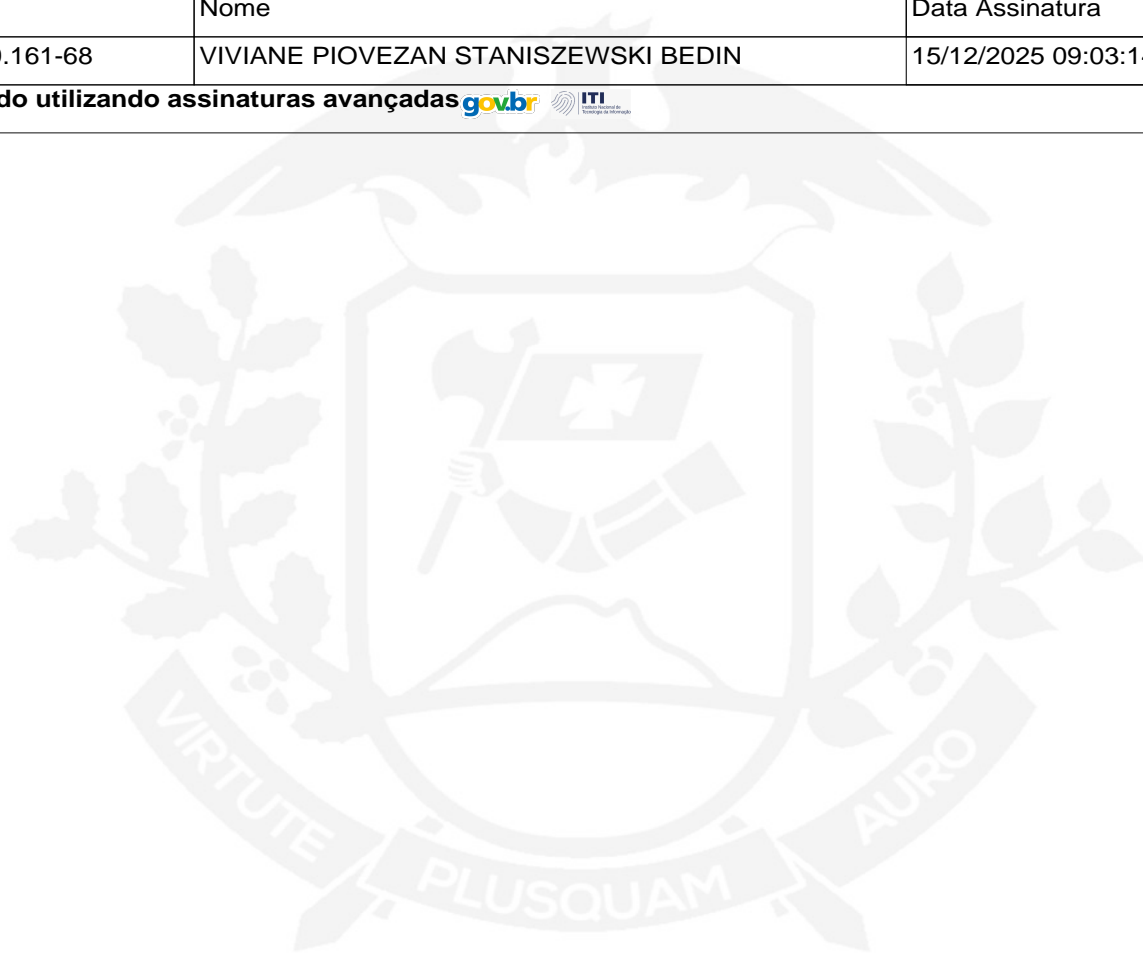 Nome Data Assinatura
.161-68 VIVIANE PIOVEZAN STANISZEWSKI BEDIN 15/12/2025 09:03:1
do utilizando assinaturas avançadas gov.br ITI
VIRTUTE PLUSQUAM AURO